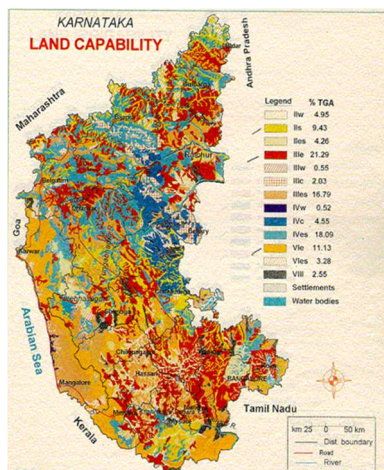 KARNATAKA
LAND CAPABILITY
Andhra Pradesh
Maharashtra
Bidar
Legend % TGA
IIw 4.95
IIs 9.43
IIes 4.26
IIIe 21.29
IIIw 0.55
IIIc 2.03
IIIes 16.79
IVw 0.52
IVc 4.55
IVes 18.09
VIe 11.13
VIes 3.28
VIII 2.55
Settlements
Water bodies
Goa
Karwar
Arabian Sea
Hassan
BANGALORE
Mangalore
Mysore
Tamil Nadu
Kerala
km 25 0 50 km
Dist. boundary
Road
River